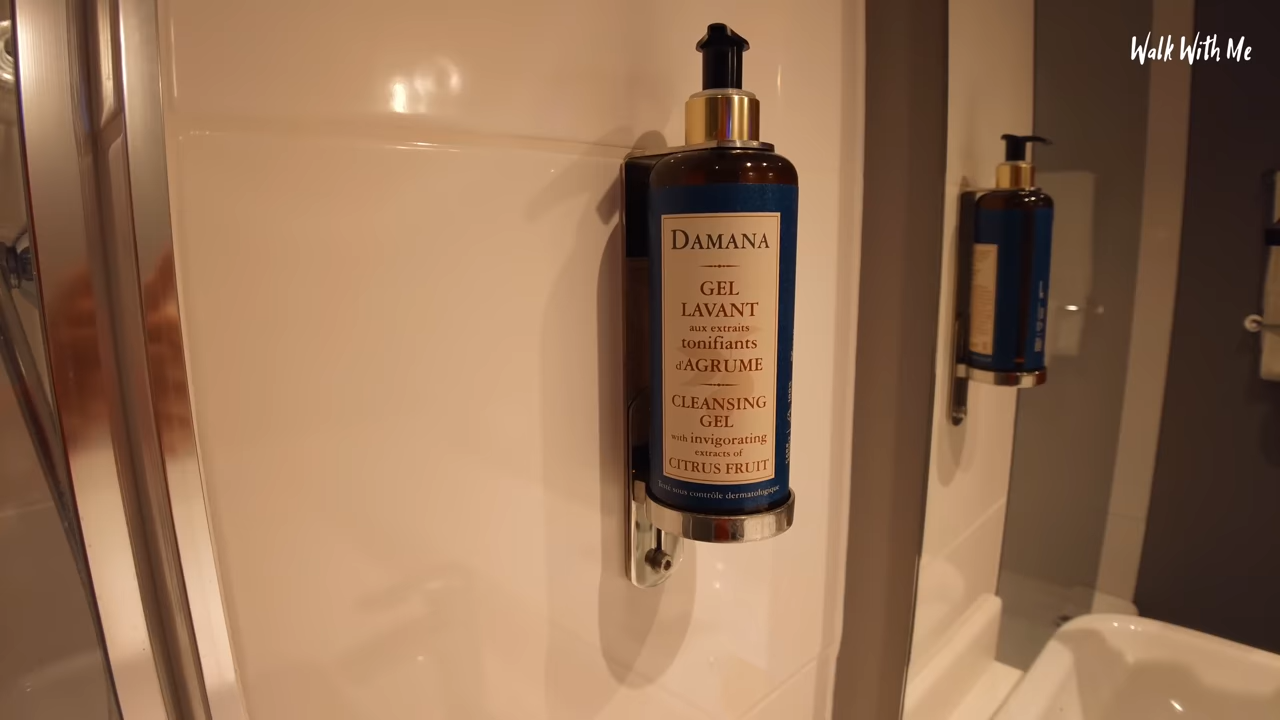 Walk With Me
DAMANA
GEL
LAVANT
aux extraits
tonifiants
d'AGRUME
CLEANSING
GEL
with invigorating
extracts of
CITRUS FRUIT
Testé sous contrôle dermatologique